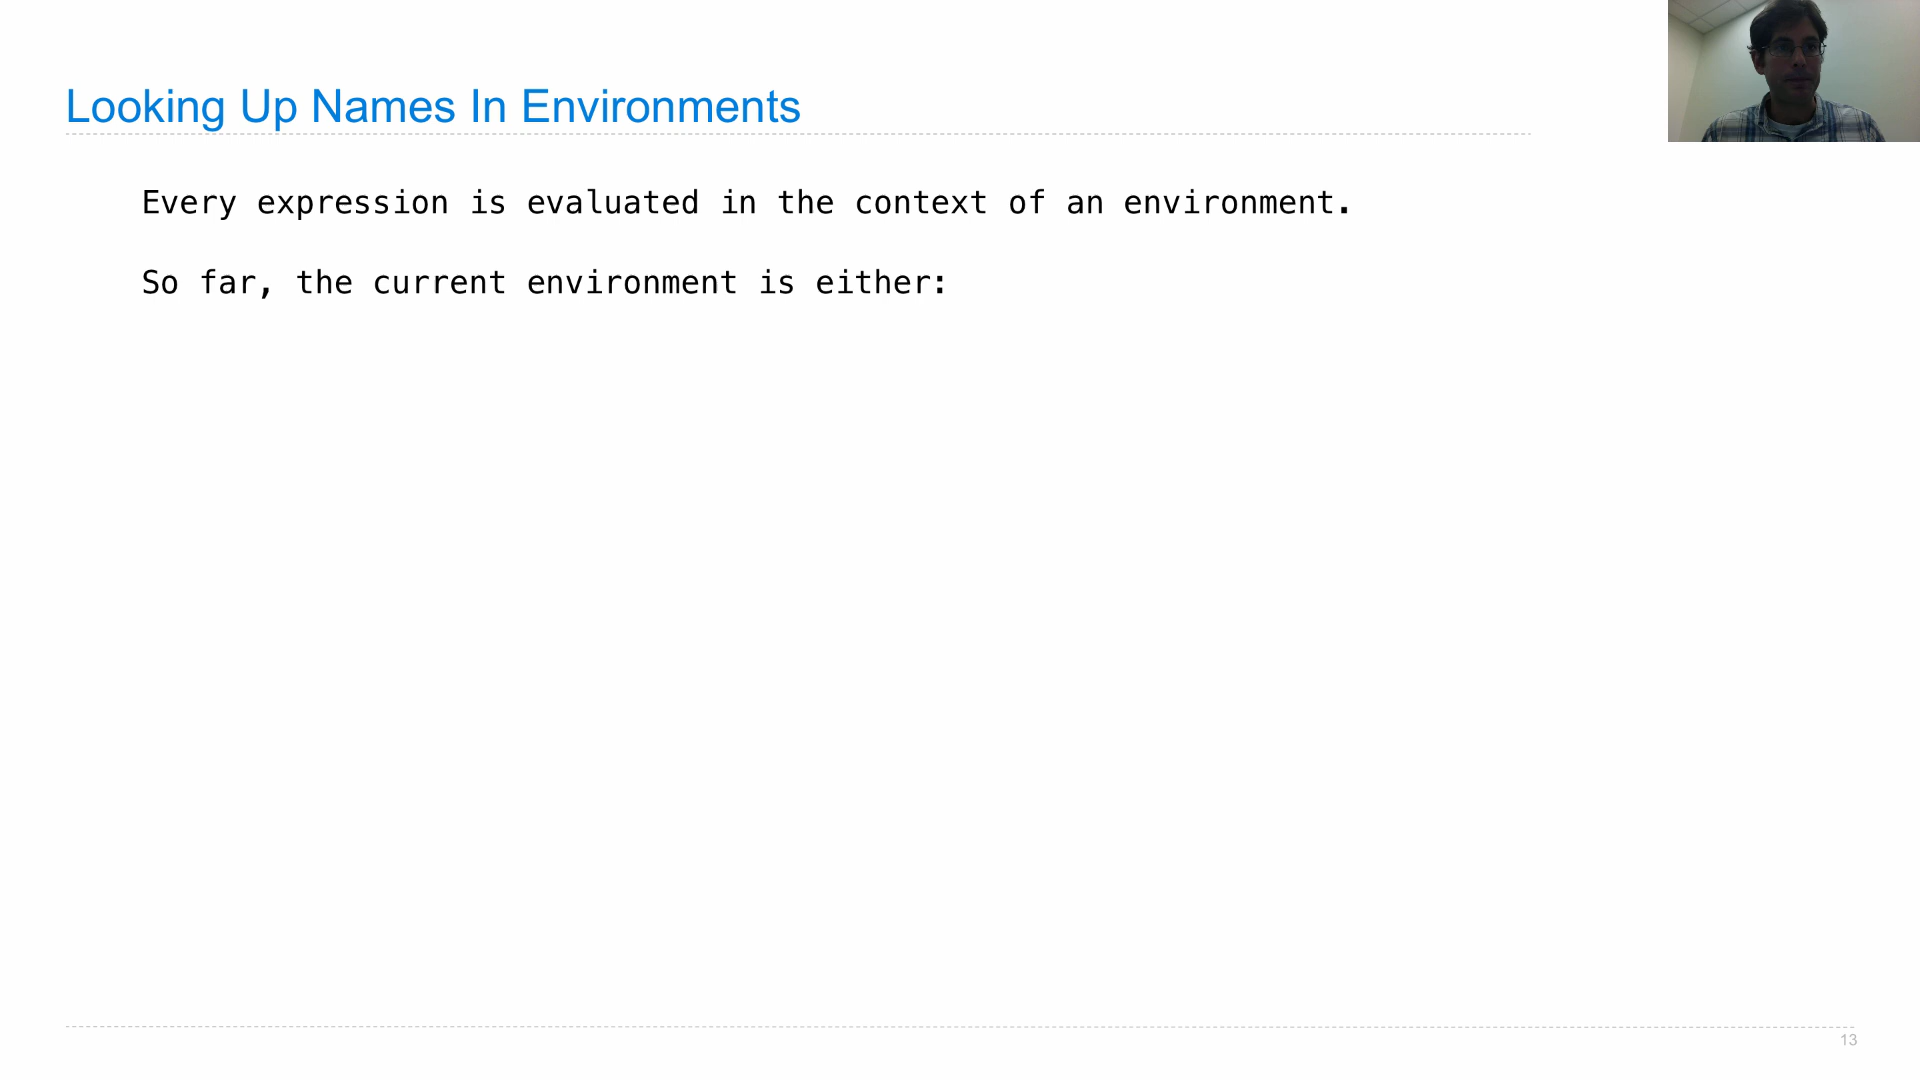 Looking Up Names In Environments
Every expression is evaluated in the context of an environment.
So far, the current environment is either:
13